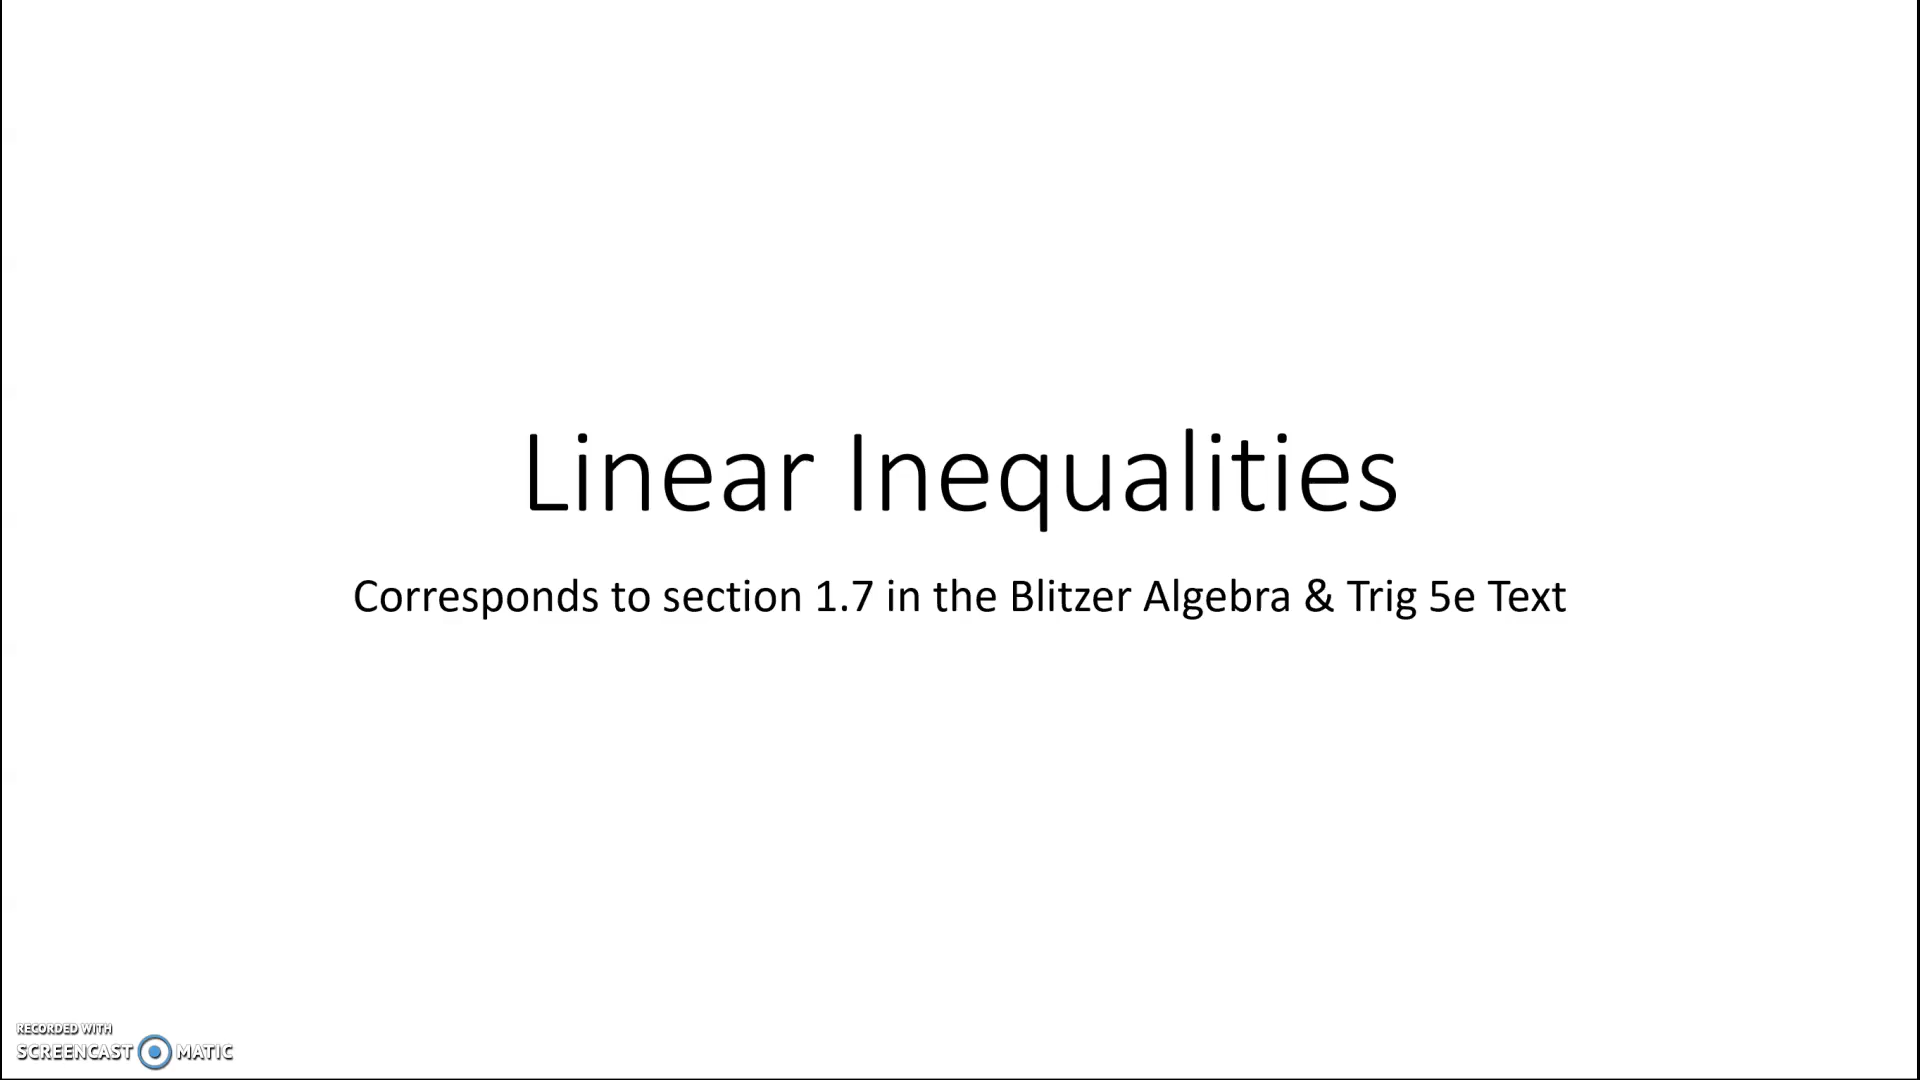 Linear Inequalities
Corresponds to section 1.7 in the Blitzer Algebra & Trig 5e Text
RECORDED WITH
SCREENCAST MATIC